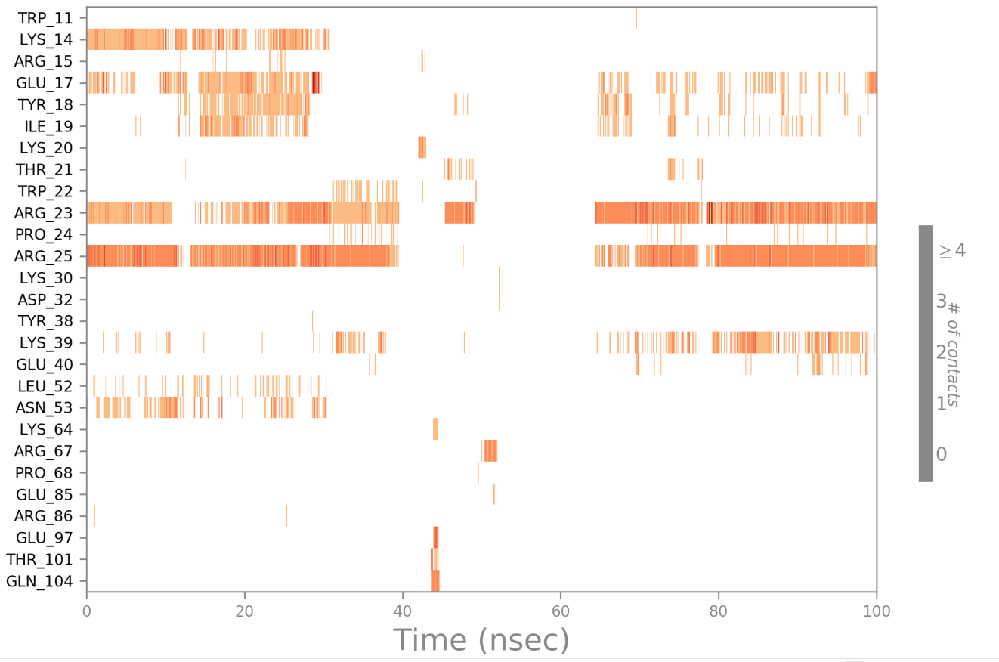 TRP_11
LYS_14
ARG_15
GLU_17
TYR_18
ILE_19
LYS_20
THR_21
TRP_22
ARG_23
PRO_24
ARG_25
LYS_30
ASP_32
TYR_38
LYS_39
GLU_40
LEU_52
ASN_53
LYS_64
ARG_67
PRO_68
GLU_85
ARG_86
GLU_97
THR_101
GLN_104
0 20 40 60 80 100
Time (nsec)
≥4
3
2
1
0
# of contacts